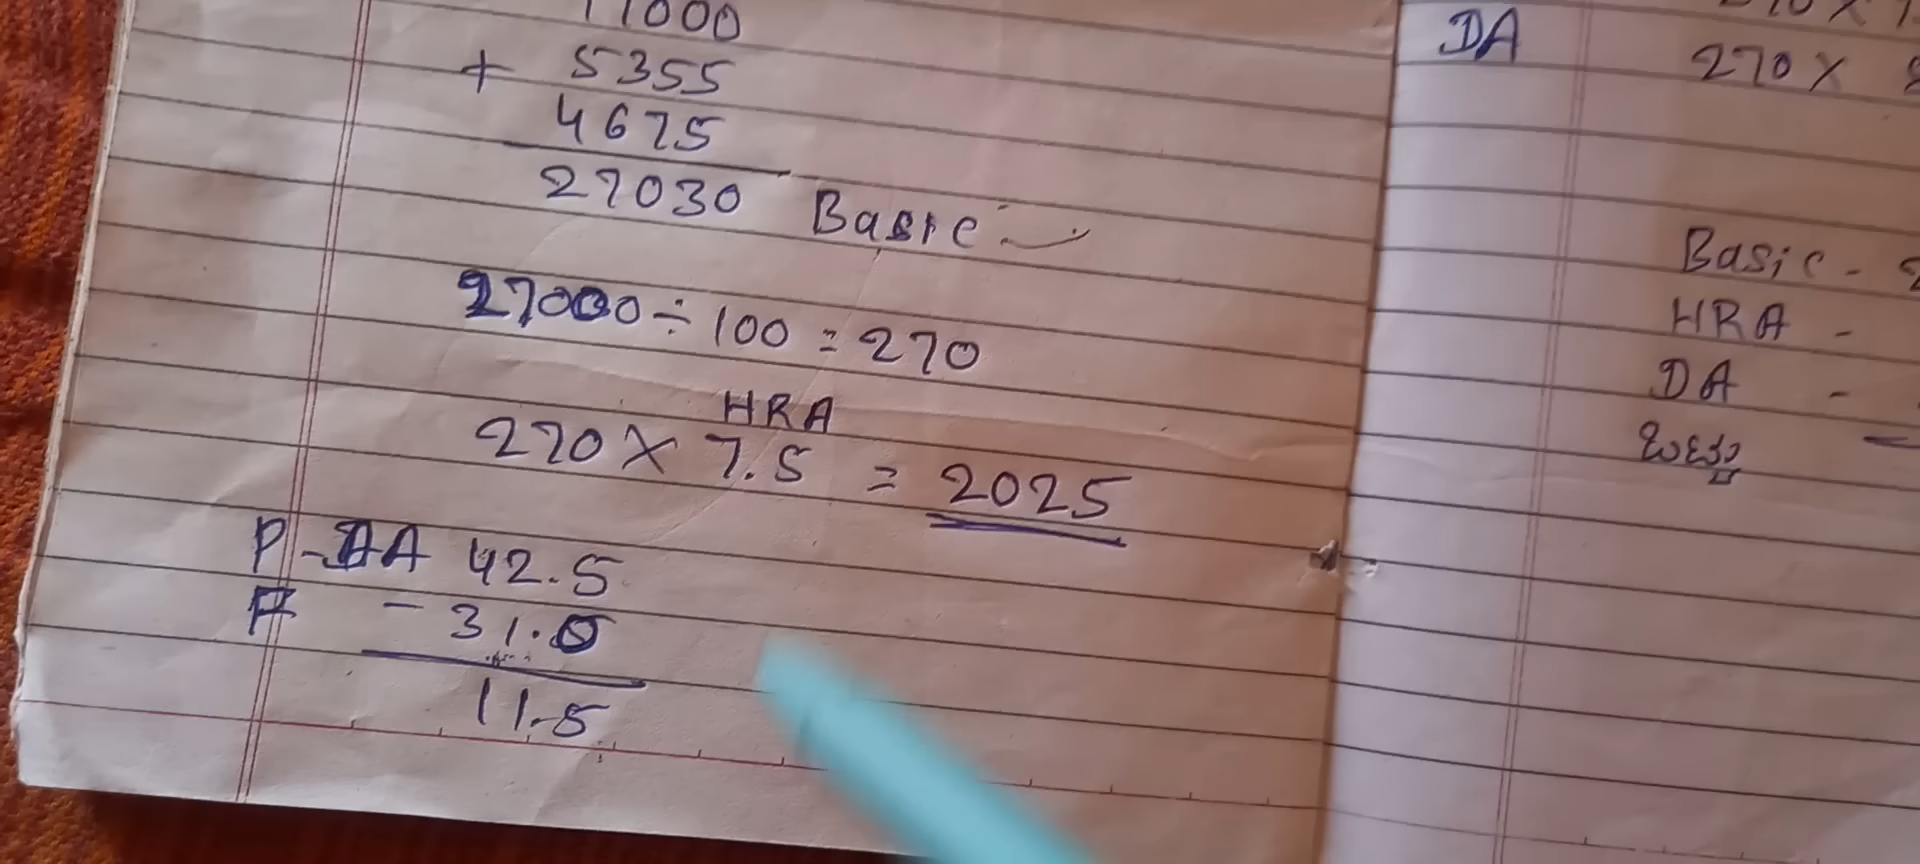 17000
+ 5355
4675
27030 Basic
27000 ÷ 100 = 270
HRA
270 X 7.5 = 2025
P - DA 42.5
- 31.0
11.5
DA
270 X
Basic -
HRA -
DA -